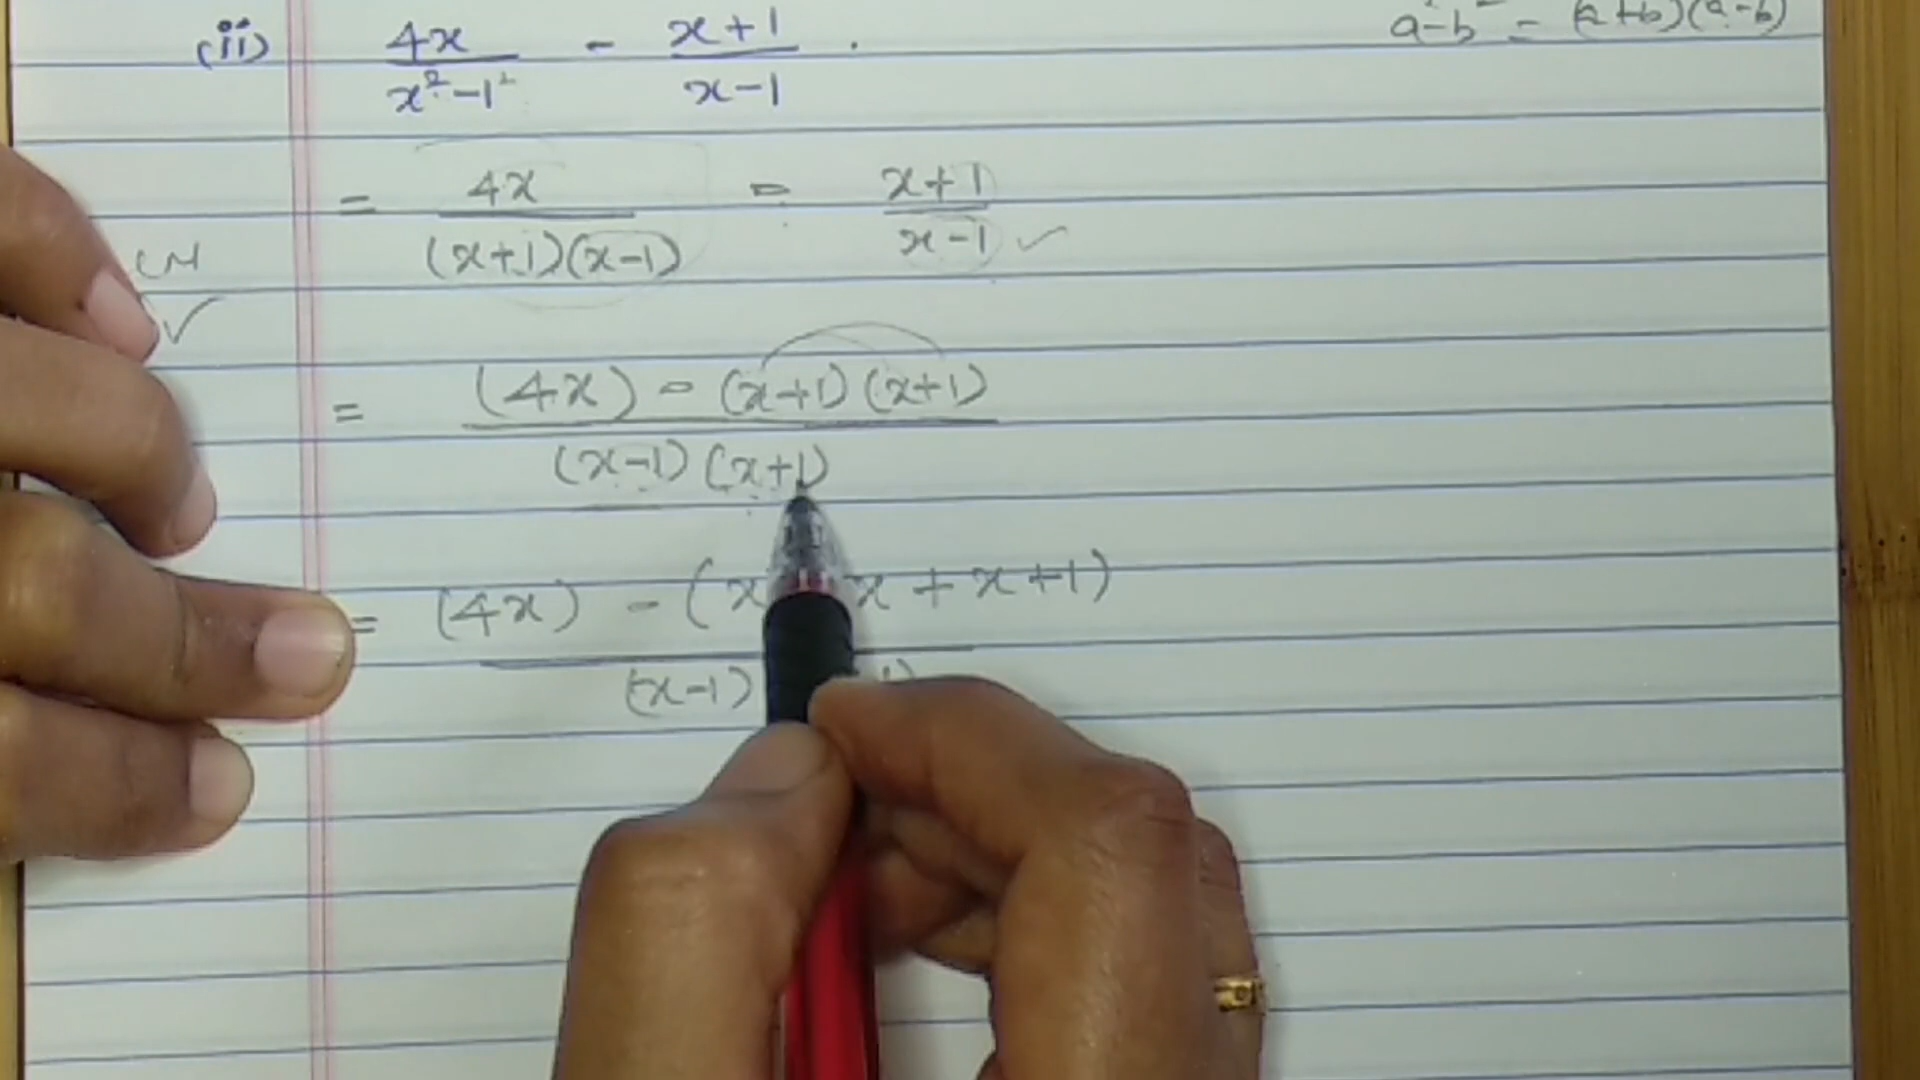 (ii) 4x / x² - 1² - x+1 / x-1 .
a² - b² = (a+b)(a-b)
= 4x / (x+1)(x-1) - x+1 / x-1 ✓
= (4x) - (x+1)(x+1) / (x-1)(x+1)
= (4x) - (x x + x+1) / (x-1) 1)